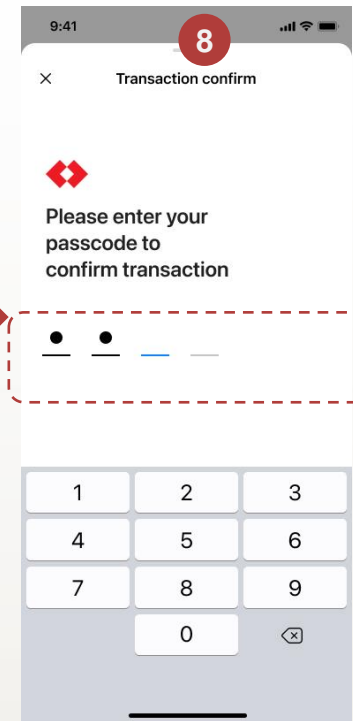 9:41
8
Transaction confirm
Please enter your
passcode to
confirm transaction
1 2 3
4 5 6
7 8 9
0